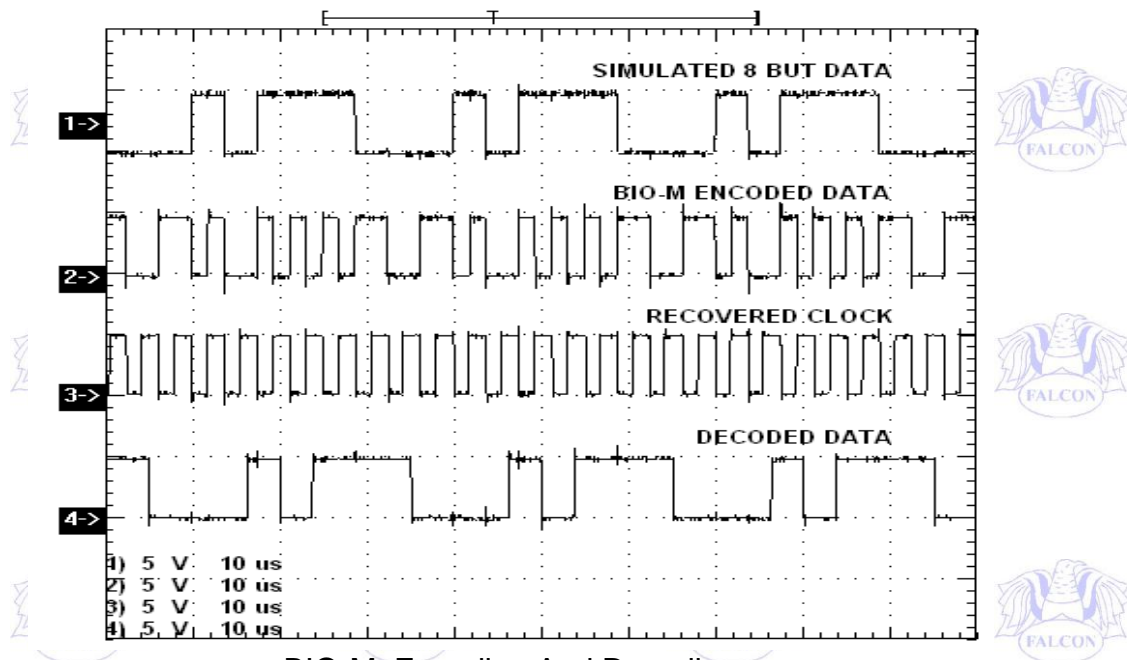 T
SIMULATED 8 BUT DATA
1->
BIO-M ENCODED DATA
2->
RECOVERED CLOCK
3->
DECODED DATA
4->
1) 5 V 10 us
2) 5 V 10 us
3) 5 V 10 us
4) 5 V 10 us
FALCON
FALCON
FALCON